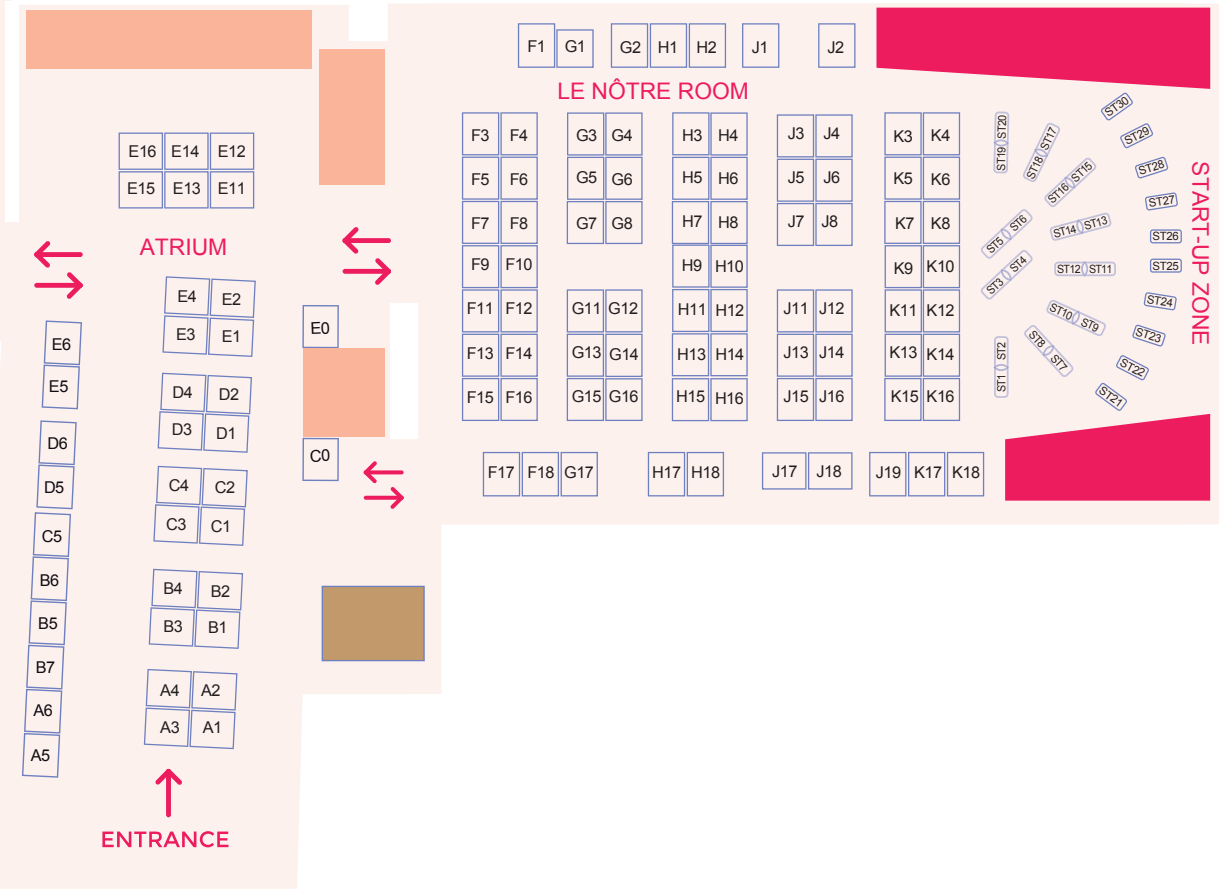 F1 G1 G2 H1 H2 J1 J2
LE NÔTRE ROOM
E16 E14 E12
E15 E13 E11
ATRIUM
E4 E2
E3 E1
E0
E6
E5
D4 D2
D3 D1
D6
D5
C0
C4 C2
C3 C1
C5
B6
B5
B7
B4 B2
B3 B1
A4 A2
A3 A1
A6
A5
ENTRANCE
F3 F4 G3 G4 H3 H4 J3 J4 K3 K4
F5 F6 G5 G6 H5 H6 J5 J6 K5 K6
F7 F8 G7 G8 H7 H8 J7 J8 K7 K8
F9 F10 H9 H10 K9 K10
F11 F12 G11 G12 H11 H12 J11 J12 K11 K12
F13 F14 G13 G14 H13 H14 J13 J14 K13 K14
F15 F16 G15 G16 H15 H16 J15 J16 K15 K16
F17 F18 G17 H17 H18 J17 J18 J19 K17 K18
ST19 ST20
ST18 ST17
ST16 ST15
ST5 ST6
ST14 ST13
ST3 ST4
ST12 ST11
ST10 ST9
ST8 ST7
ST1 ST2
ST30
ST29
ST28
ST27
ST26
ST25
ST24
ST23
ST22
ST21
START-UP ZONE